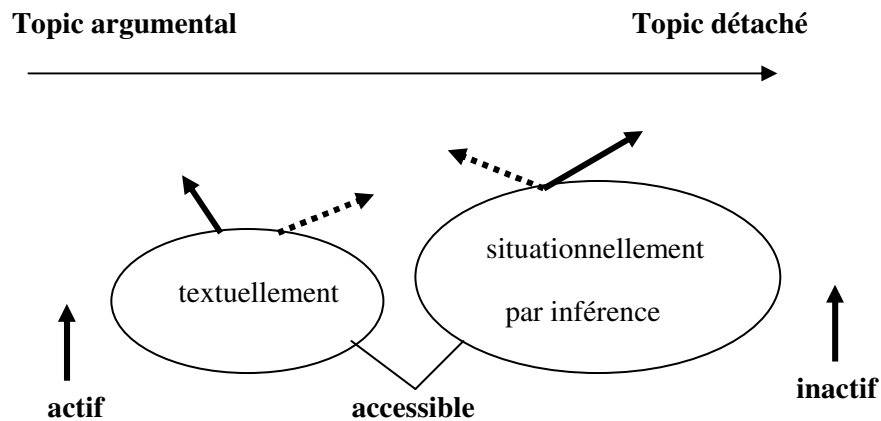 Topic argumental Topic détaché
situationnellement
textuellement
par inférence
actif accessible inactif